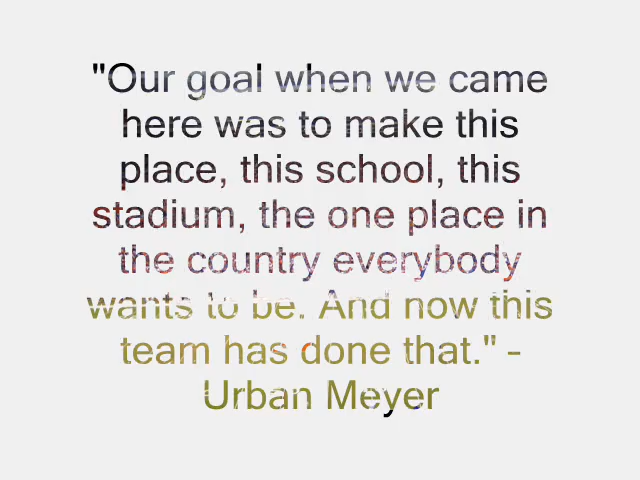 "Our goal when we came
here was to make this
place, this school, this
stadium, the one place in
the country everybody
wants to be. And now this
team has done that." –
Urban Meyer